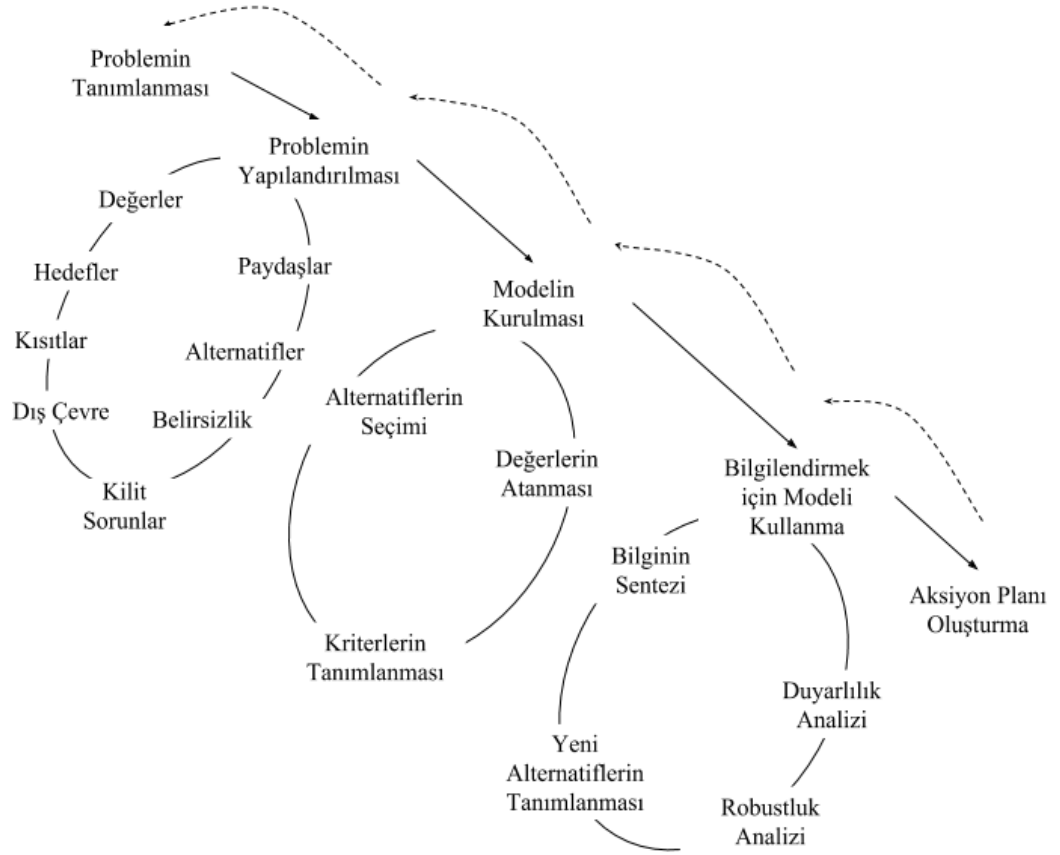 Problemin
Tanımlanması
Problemin
Yapılandırılması
Değerler
Hedefler
Paydaşlar
Kısıtlar
Alternatifler
Dış Çevre
Belirsizlik
Kilit
Sorunlar
Modelin
Kurulması
Alternatiflerin
Seçimi
Değerlerin
Atanması
Kriterlerin
Tanımlanması
Bilgilendirmek
için Modeli
Kullanma
Bilginin
Sentezi
Duyarlılık
Analizi
Yeni
Alternatiflerin
Tanımlanması
Robustluk
Analizi
Aksiyon Planı
Oluşturma